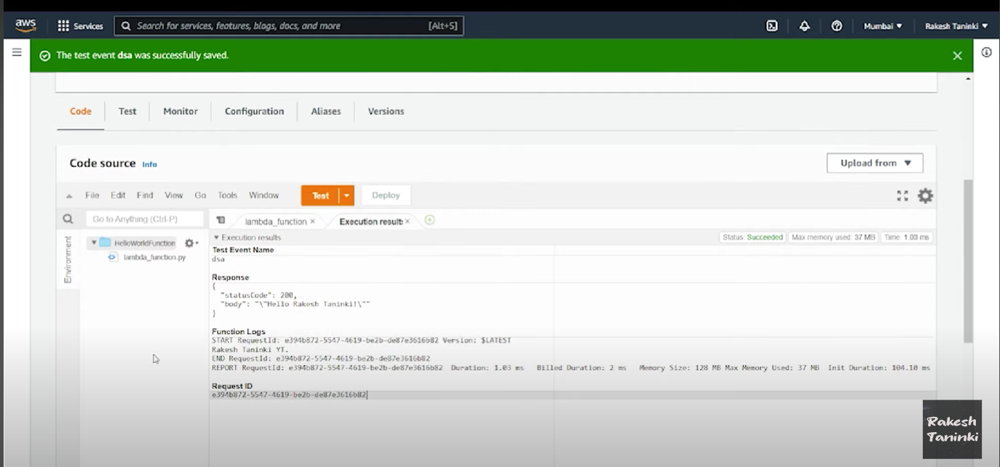 aws Services Search for services, features, blogs, docs, and more [Alt+S] Mumbai Rakesh Taninki
The test event dsa was successfully saved.
Code Test Monitor Configuration Aliases Versions
Code source Info Upload from
File Edit Find View Go Tools Window Test Deploy
Go to Anything (Ctrl-P) lambda_function Execution results
Execution results Status: Succeeded Max memory used: 37 MB Time: 1.03 ms
Environment
HelloWorldFunction
lambda_function.py
Test Event Name
dsa
Response
{
"statusCode": 200,
"body": "\"Hello Rakesh Taninki!\""
}
Function Logs
START RequestId: e394b872-5547-4619-be2b-de87e3616b82 Version: $LATEST
Rakesh Taninki YT.
END RequestId: e394b872-5547-4619-be2b-de87e3616b82
REPORT RequestId: e394b872-5547-4619-be2b-de87e3616b82 Duration: 1.03 ms Billed Duration: 2 ms Memory Size: 128 MB Max Memory Used: 37 MB Init Duration: 104.10 ms
Request ID
e394b872-5547-4619-be2b-de87e3616b82
Rakesh
Taninki